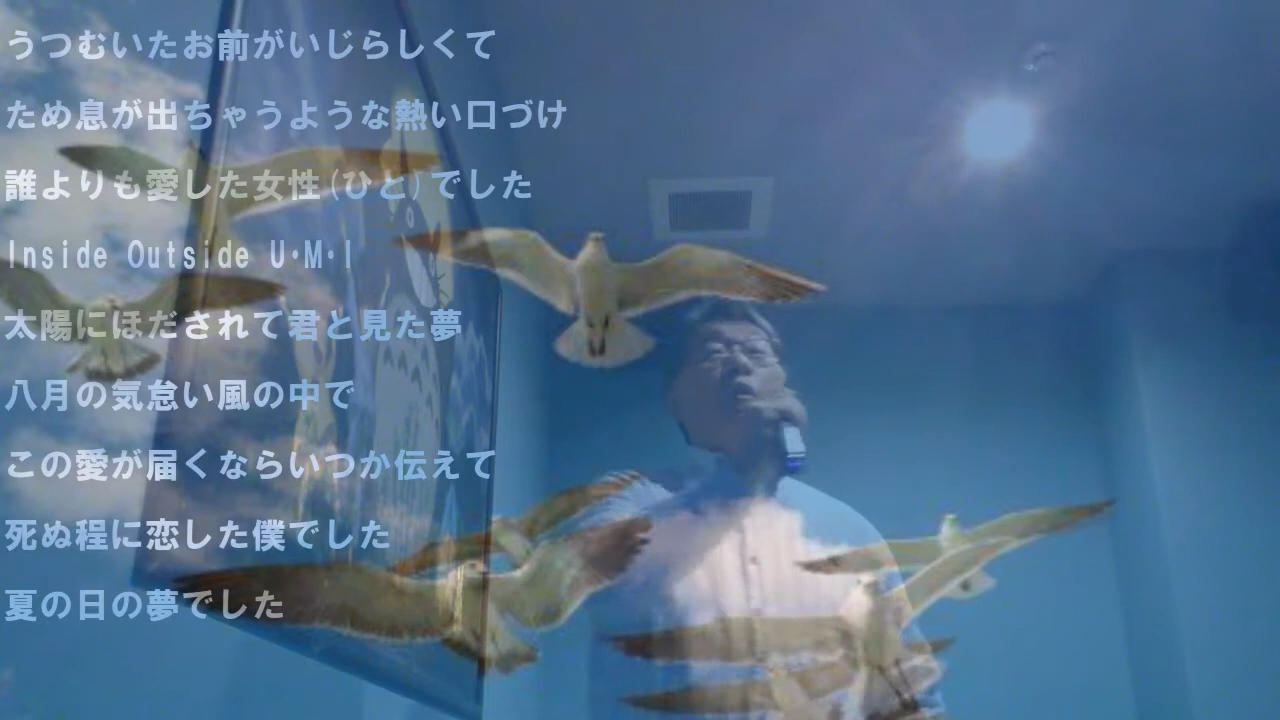 うつむいたお前がいじらしくて
ため息が出ちゃうような熱い口づけ
誰よりも愛した女性(ひと)でした
Inside Outside U･M･I
太陽にほだされて君と見た夢
八月の気怠い風の中で
この愛が届くならいつか伝えて
死ぬ程に恋した僕でした
夏の日の夢でした